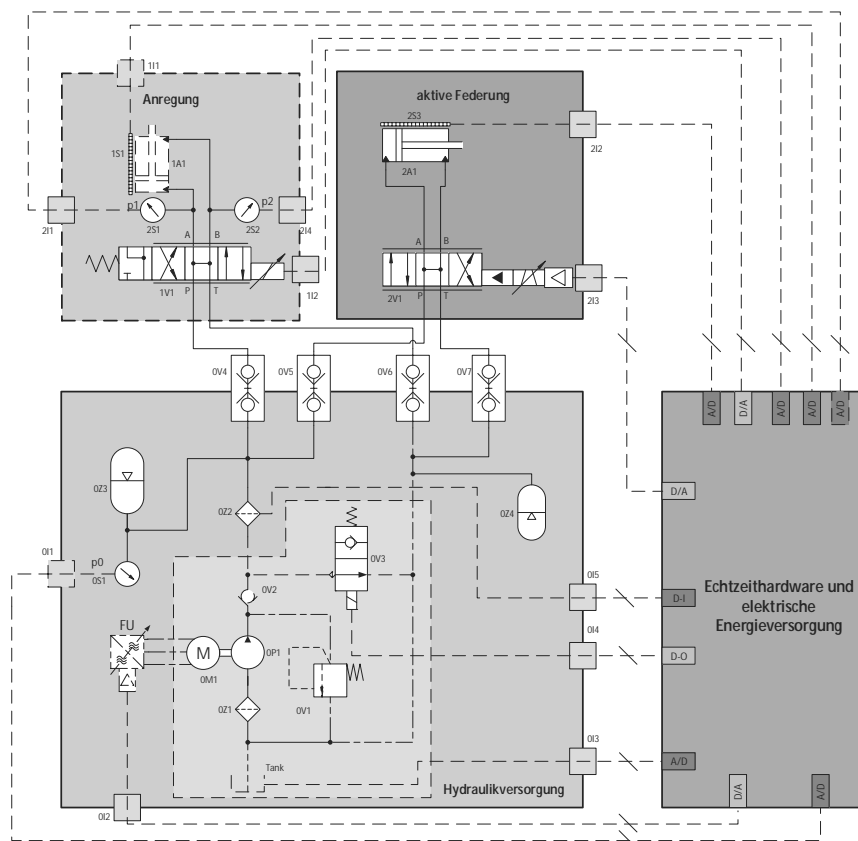 1I1
Anregung
aktive Federung
2S3
2I2
1S1
1A1
2A1
p1
p2
2I1
2S1
2S2
2I4
A
B
A
B
1V1
P
T
1I2
2V1
P
T
2I3
0V4
0V5
0V6
0V7
A/D
D/A
A/D
A/D
A/D
0Z3
0Z2
0Z4
D/A
0V3
0I1
p0
0S1
0V2
0I5
D-I
Echtzeithardware und
elektrische
Energieversorgung
FU
M
0M1
0P1
0I4
D-O
0V1
0Z1
0I3
A/D
Tank
Hydraulikversorgung
0I2
D/A
A/D